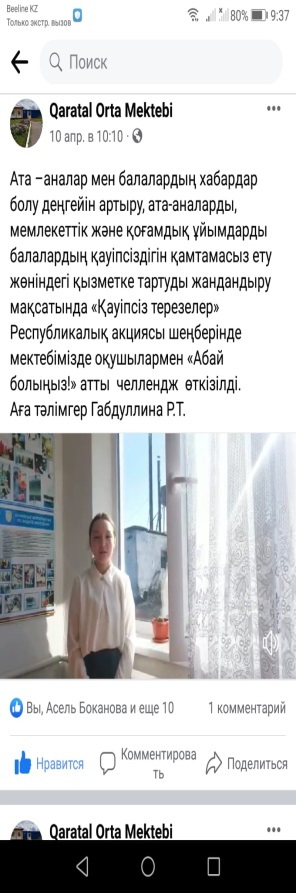 Beeline KZ
Только экстр. вызов
80%
9:37
Поиск
Qaratal Orta Mektebi
10 апр. в 10:10 ·
Ата –аналар мен балалардың хабардар
болу деңгейін артыру, ата-аналарды,
мемлекеттік және қоғамдық ұйымдарды
балалардың қауіпсіздігін қамтамасыз ету
жөніндегі қызметке тартуды жандандыру
мақсатында «Қауіпсіз терезелер»
Республикалық акциясы шеңберінде
мектебімізде оқушылармен «Абай
болыңыз!» атты челлендж өткізілді.
Аға тәлімгер Габдуллина Р.Т.
Вы, Асель Боканова и еще 10
1 комментарий
Нравится
Комментирова
ть
Поделиться
Qaratal Orta Mektebi